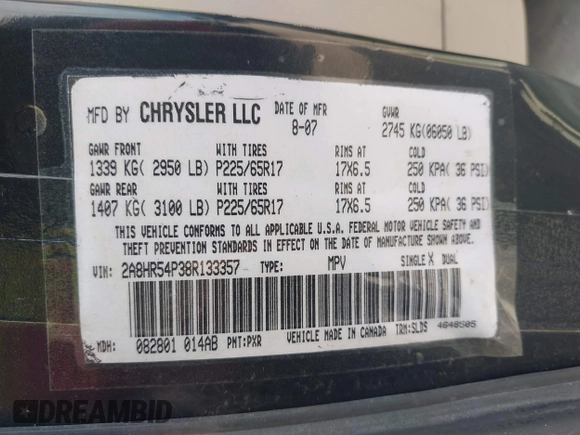 MFD BY CHRYSLER LLC DATE OF MFR GVWR
8-07 2745 KG(06050 LB)
GAWR FRONT WITH TIRES RIMS AT COLD
1339 KG( 2950 LB) P225/65R17 17X6.5 250 KPA( 36 PSI)
GAWR REAR WITH TIRES RIMS AT COLD
1407 KG( 3100 LB) P225/65R17 17X6.5 250 KPA( 36 PSI)
THIS VEHICLE CONFORMS TO ALL APPLICABLE U.S.A. FEDERAL MOTOR VEHICLE SAFETY AND
THEFT PREVENTION STANDARDS IN EFFECT ON THE DATE OF MANUFACTURE SHOWN ABOVE.
VIN: 2A8HR54P38R133357 TYPE: MPV SINGLE X DUAL
MDH: 082801 014AB PNT:PXR VEHICLE MADE IN CANADA TRM:SLD5 4648505
DREAMBID